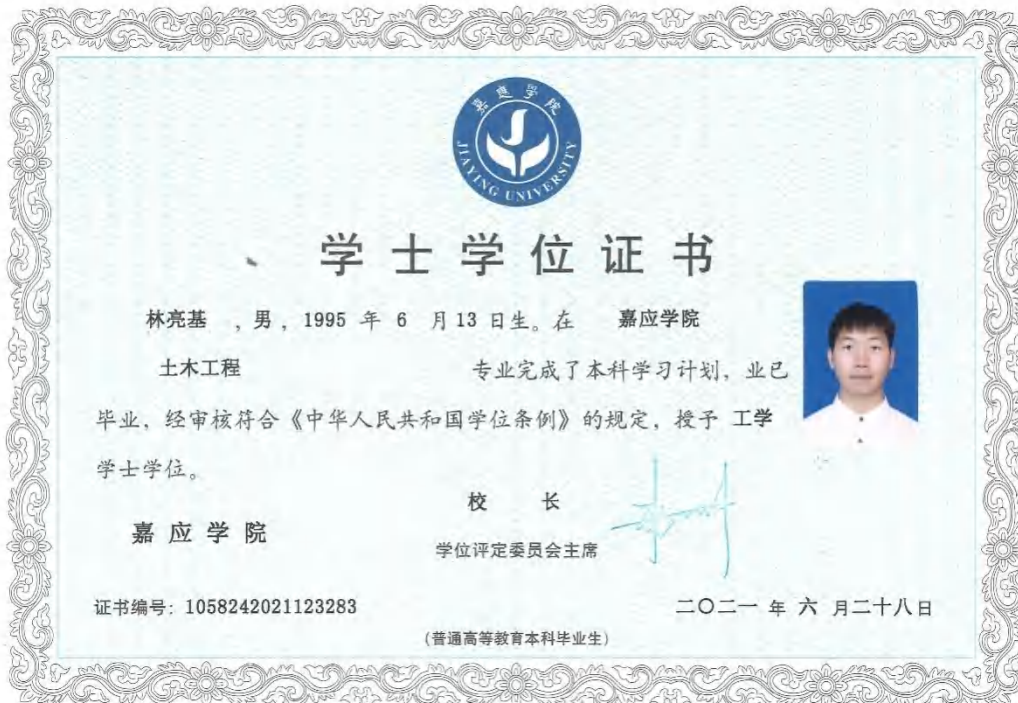 嘉应学院
JIAYING UNIVERSITY
学士学位证书
林亮基 ，男，1995 年 6 月 13 日生。在 嘉应学院
土木工程 专业完成了本科学习计划，业已
毕业，经审核符合《中华人民共和国学位条例》的规定，授予 工学
学士学位。
校 长
嘉应学院
学位评定委员会主席
证书编号：1058242021123283
二〇二一 年 六 月二十八日
（普通高等教育本科毕业生）